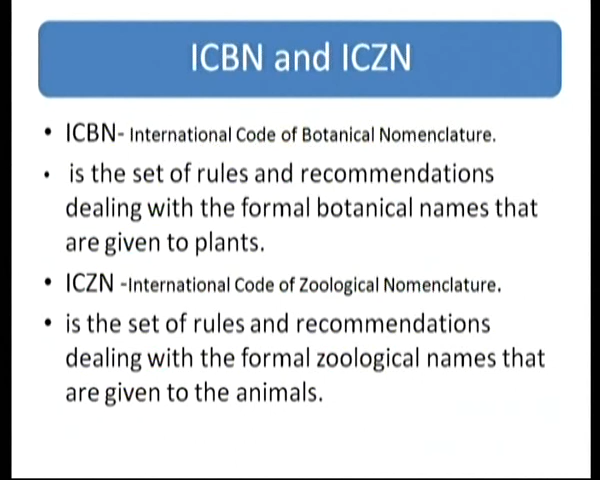 ICBN and ICZN
• ICBN- International Code of Botanical Nomenclature.
• is the set of rules and recommendations
dealing with the formal botanical names that
are given to plants.
• ICZN -International Code of Zoological Nomenclature.
• is the set of rules and recommendations
dealing with the formal zoological names that
are given to the animals.